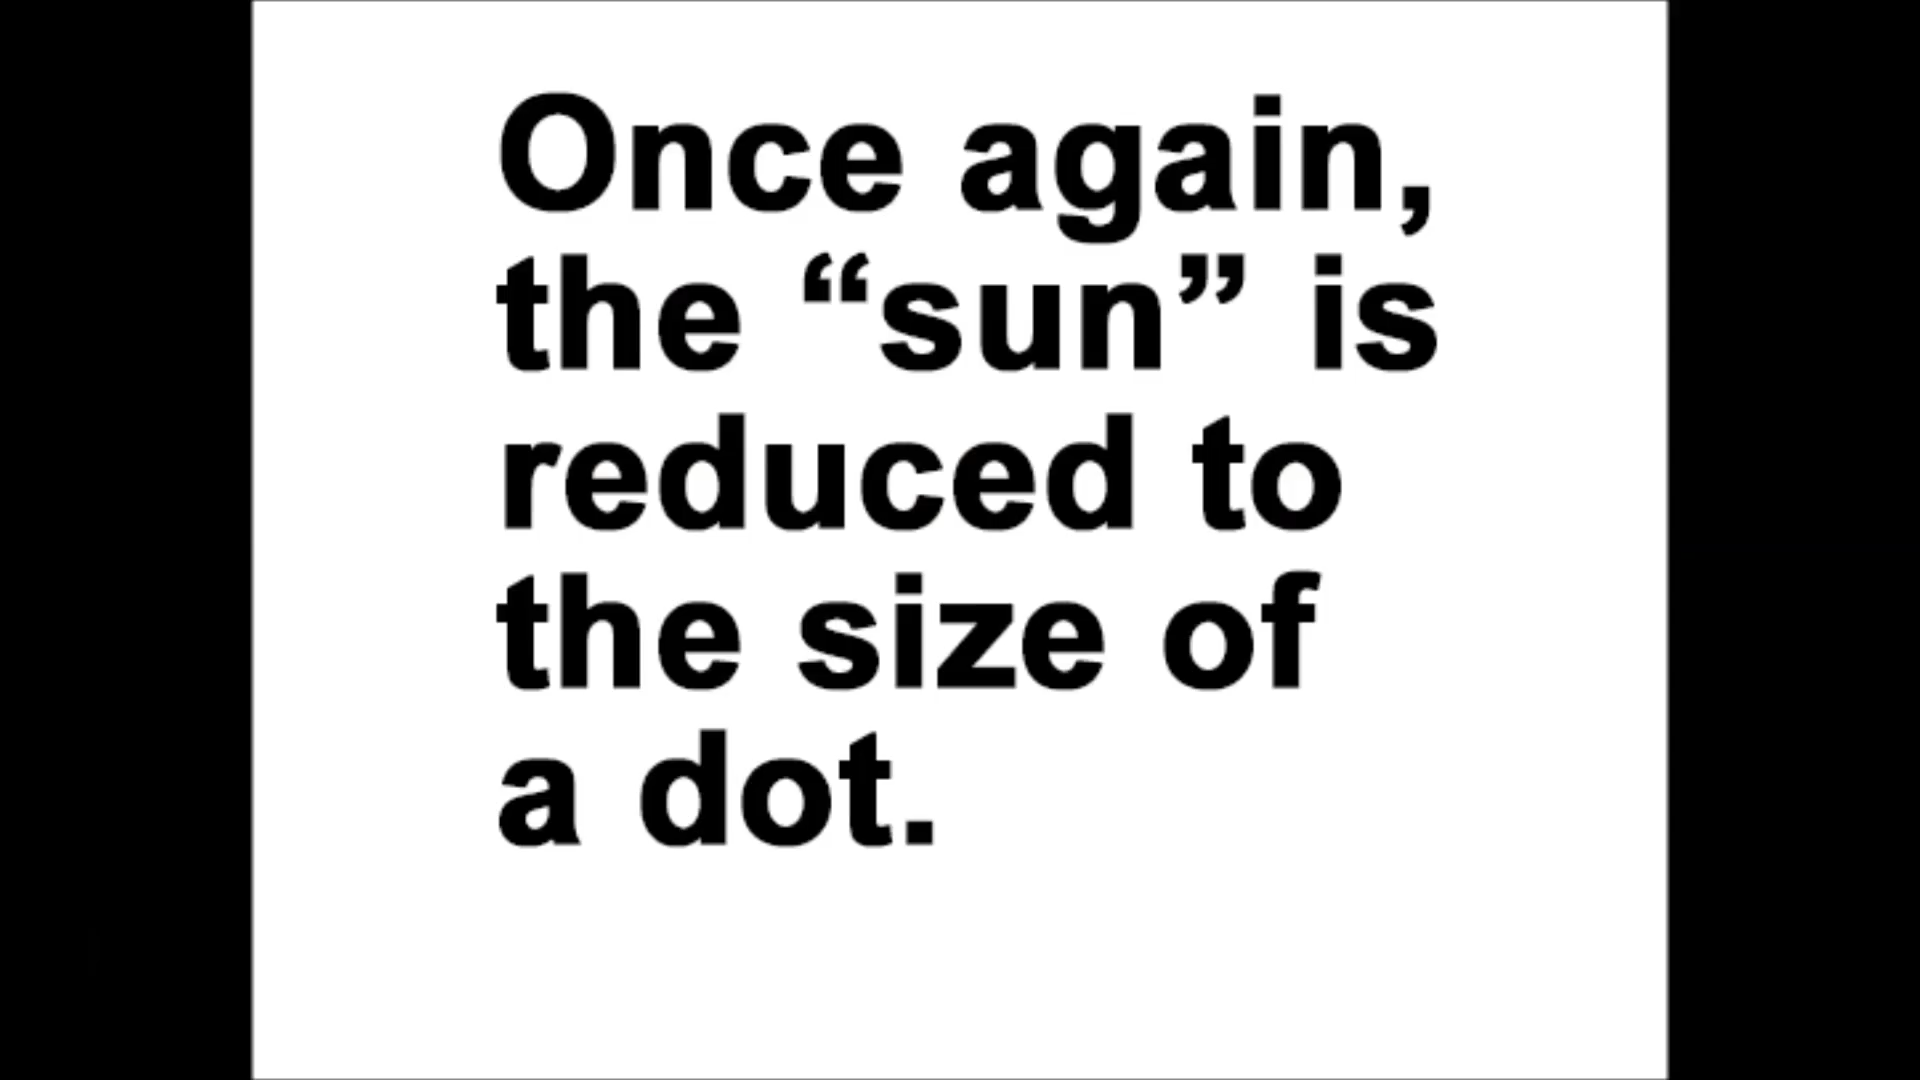 Once again,
the “sun” is
reduced to
the size of
a dot.